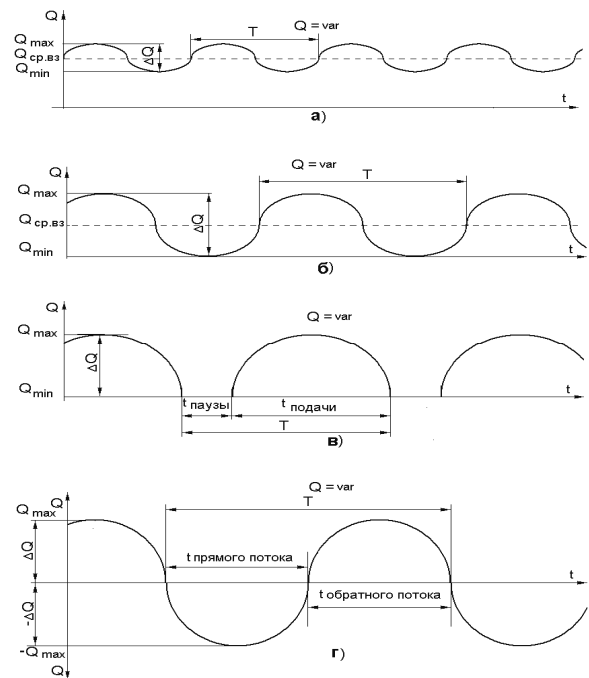 Q
Q = var
Q max
T
Q ср.вз
ΔQ
Q min
t
а)
Q
Q = var
Q max
T
ΔQ
Q ср.вз
Q min
t
б)
Q
Q = var
Q max
ΔQ
Q min
t
t паузы
t подачи
T
в)
Q = var
Q max
Q
T
ΔQ
t прямого потока
t
-ΔQ
t обратного потока
-Q max
Q
г)